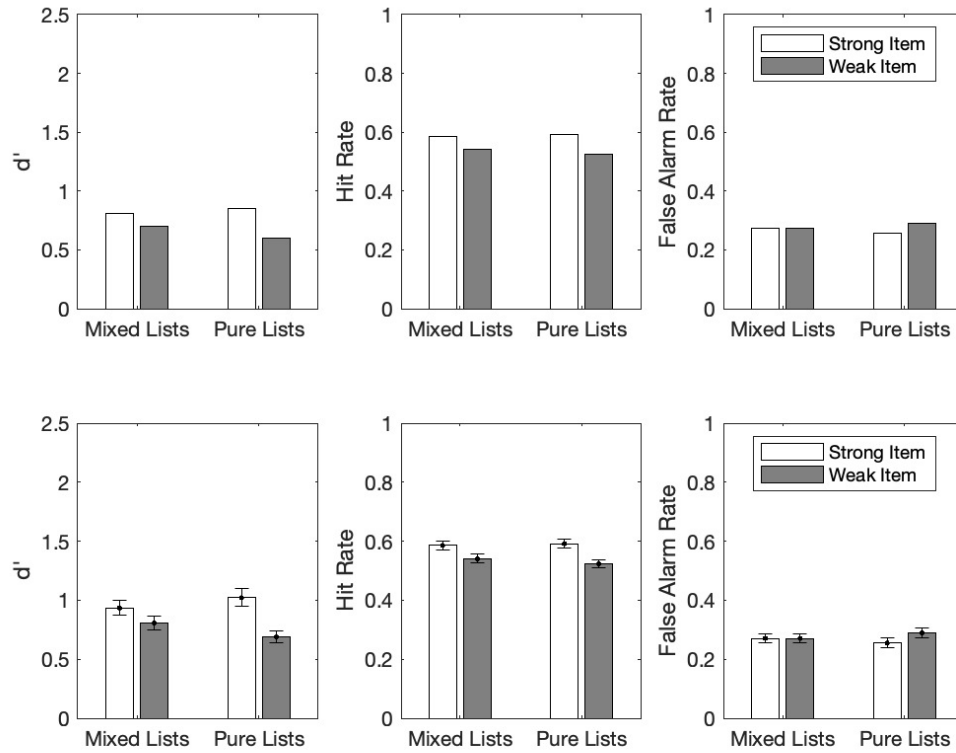 2.5
2
1.5
1
0.5
0
d'
Mixed Lists
Pure Lists
1
0.8
0.6
0.4
0.2
0
Hit Rate
Mixed Lists
Pure Lists
1
0.8
0.6
0.4
0.2
0
False Alarm Rate
Strong Item
Weak Item
Mixed Lists
Pure Lists
2.5
2
1.5
1
0.5
0
d'
Mixed Lists
Pure Lists
1
0.8
0.6
0.4
0.2
0
Hit Rate
Mixed Lists
Pure Lists
1
0.8
0.6
0.4
0.2
0
False Alarm Rate
Strong Item
Weak Item
Mixed Lists
Pure Lists